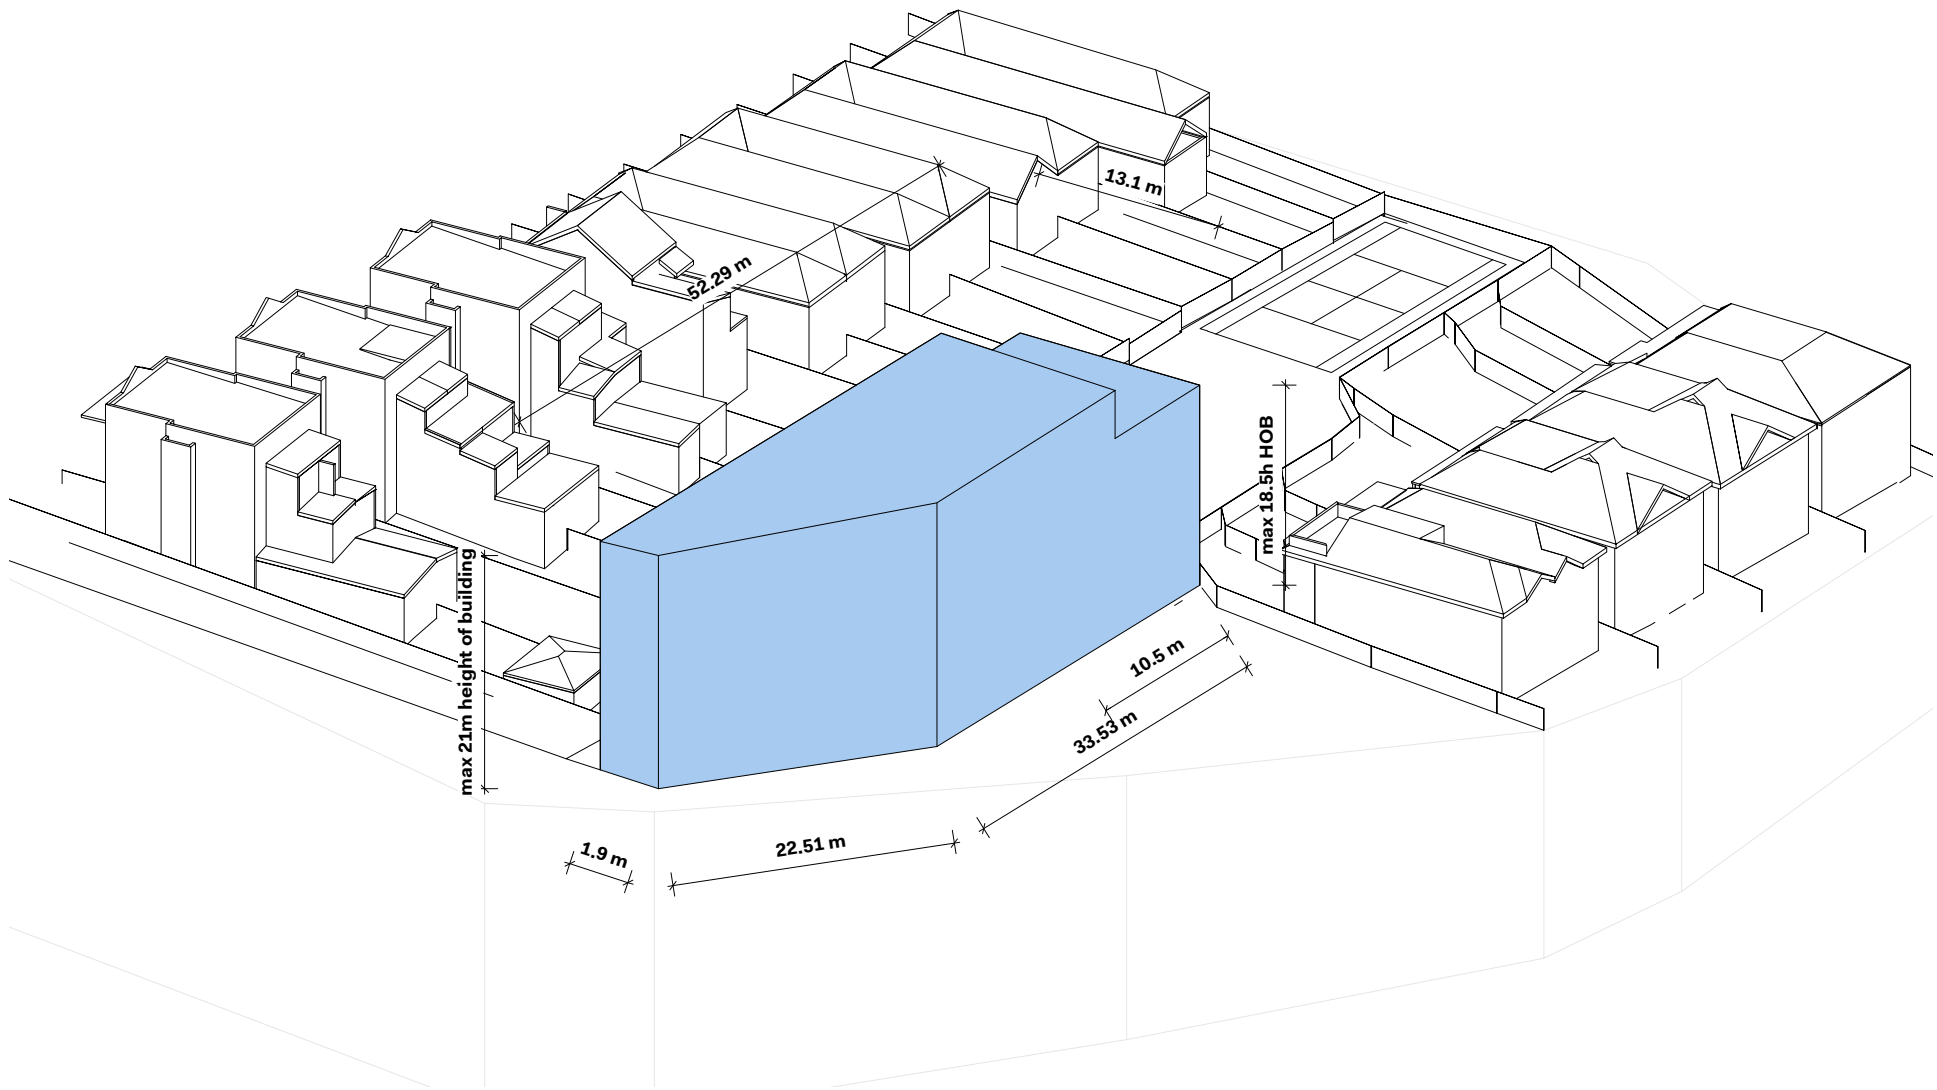 13.1 m
52.29 m
max 18.5h HOB
max 21m height of building
10.5 m
33.53 m
22.51 m
1.9 m